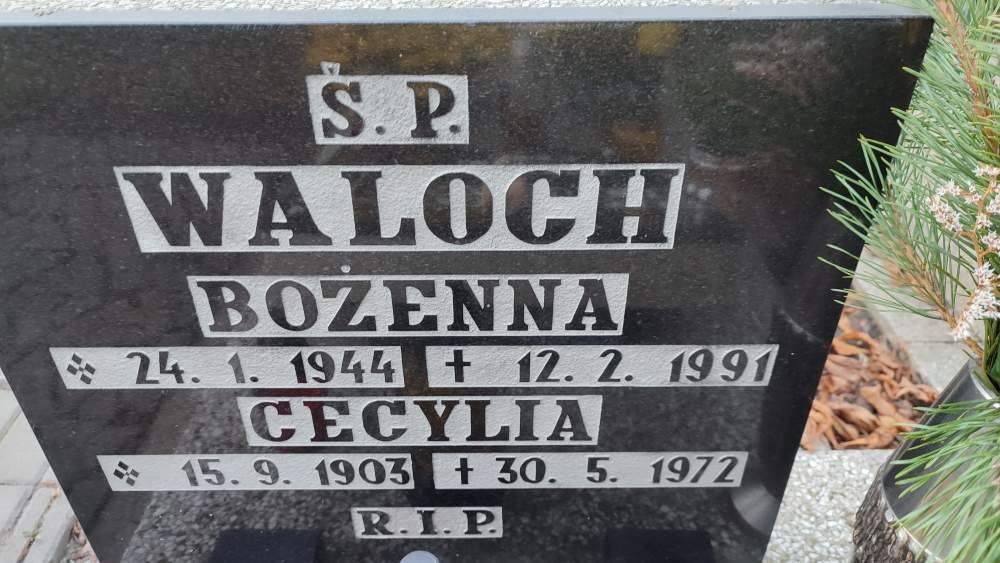 Ś. P.
WALOCH
BOŻENNA
24. 1. 1944 † 12. 2. 1991
CECYLIA
15. 9. 1903 † 30. 5. 1972
R.I.P.